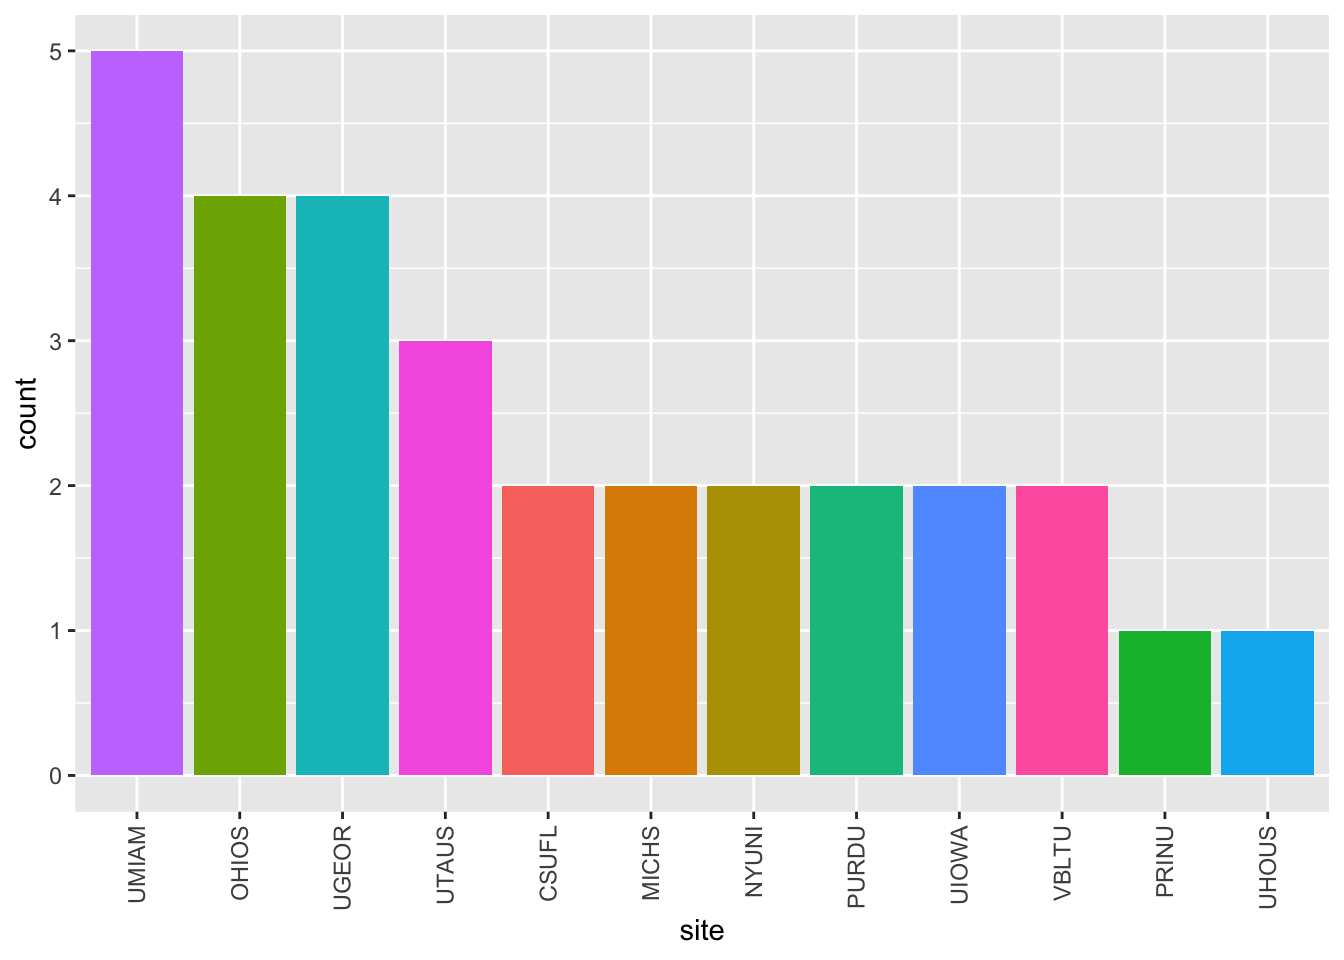 5
4
3
2
1
0
count
UMIAM
OHIOS
UGEOR
UTAUS
CSUFL
MICHS
NYUNI
PURDU
UIOWA
VBLTU
PRINU
UHOUS
site